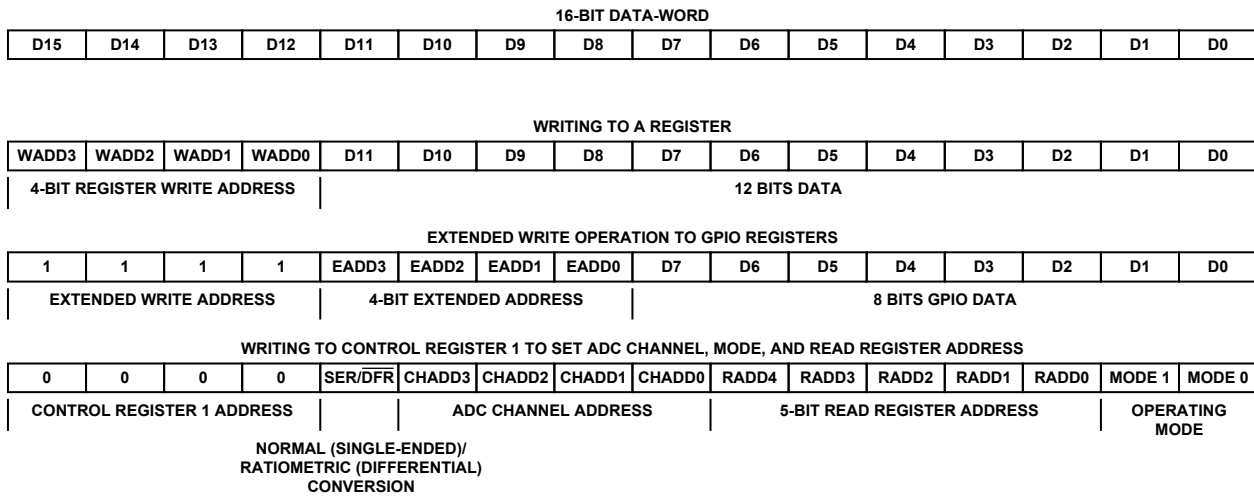 16-BIT DATA-WORD
D15 D14 D13 D12 D11 D10 D9 D8 D7 D6 D5 D4 D3 D2 D1 D0
WRITING TO A REGISTER
WADD3 WADD2 WADD1 WADD0 D11 D10 D9 D8 D7 D6 D5 D4 D3 D2 D1 D0
4-BIT REGISTER WRITE ADDRESS 12 BITS DATA
EXTENDED WRITE OPERATION TO GPIO REGISTERS
1 1 1 1 EADD3 EADD2 EADD1 EADD0 D7 D6 D5 D4 D3 D2 D1 D0
EXTENDED WRITE ADDRESS 4-BIT EXTENDED ADDRESS 8 BITS GPIO DATA
WRITING TO CONTROL REGISTER 1 TO SET ADC CHANNEL, MODE, AND READ REGISTER ADDRESS
0 0 0 0 SER/DFR CHADD3 CHADD2 CHADD1 CHADD0 RADD4 RADD3 RADD2 RADD1 RADD0 MODE 1 MODE 0
CONTROL REGISTER 1 ADDRESS ADC CHANNEL ADDRESS 5-BIT READ REGISTER ADDRESS OPERATING
MODE
NORMAL (SINGLE-ENDED)/
RATIOMETRIC (DIFFERENTIAL)
CONVERSION